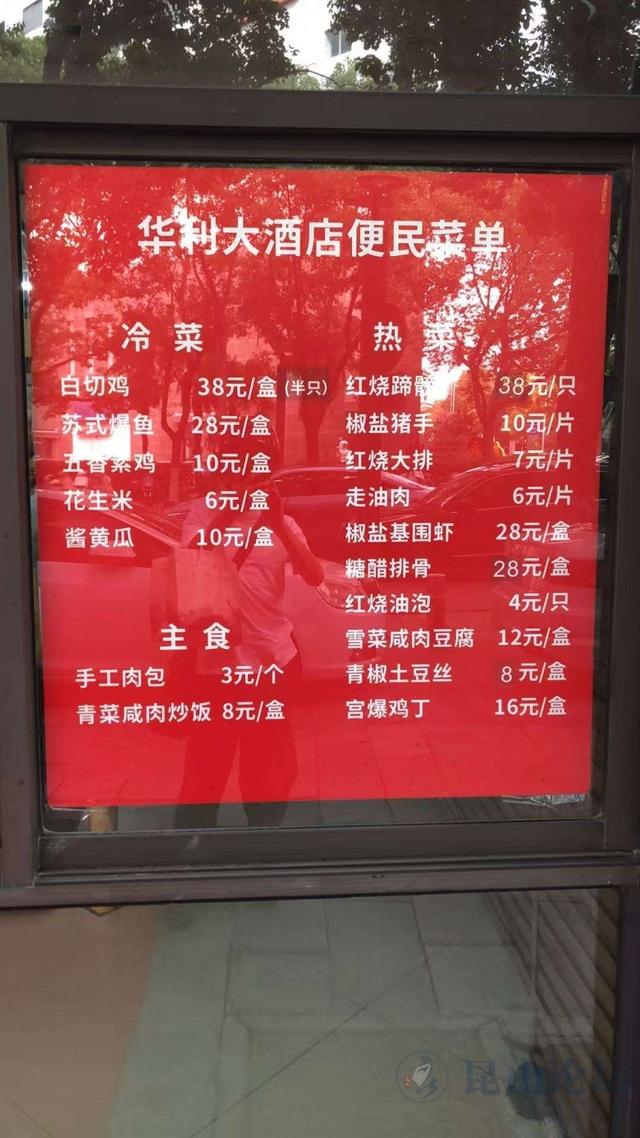 华利大酒店便民菜单
冷菜
白切鸡 38元/盒(半只)
苏式爆鱼 28元/盒
五香素鸡 10元/盒
花生米 6元/盒
酱黄瓜 10元/盒
主食
手工肉包 3元/个
青菜咸肉炒饭 8元/盒
热菜
红烧蹄髈 38元/只
椒盐猪手 10元/片
红烧大排 7元/片
走油肉 6元/片
椒盐基围虾 28元/盒
糖醋排骨 28元/盒
红烧油泡 4元/只
雪菜咸肉豆腐 12元/盒
青椒土豆丝 8元/盒
宫爆鸡丁 16元/盒
昆山论坛